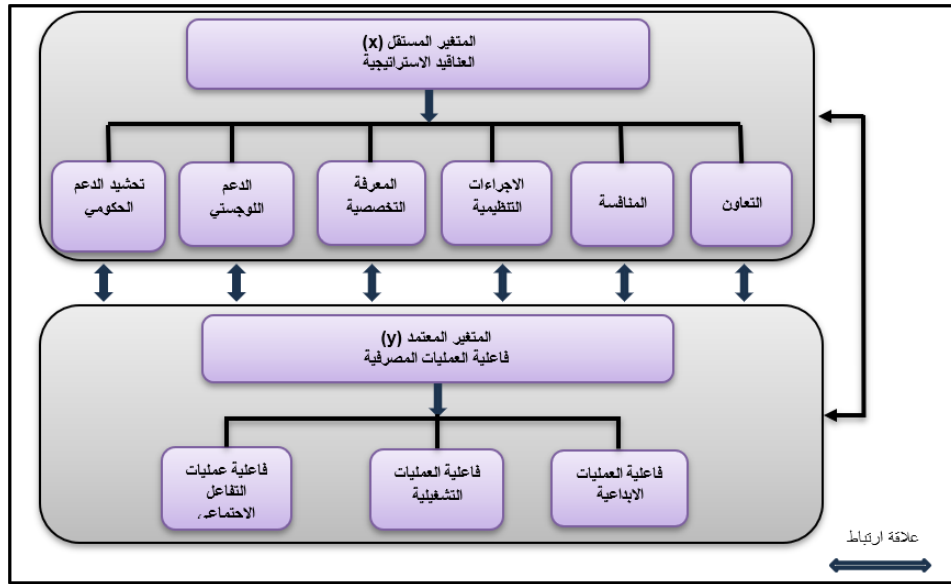 المتغير المستقل (x)
العناقيد الاستراتيجية
التعاون
المنافسة
الاجراءات
التنظيمية
المعرفة
التخصصية
الدعم
اللوجستي
تحشيد الدعم
الحكومي
المتغير المعتمد (y)
فاعلية العمليات المصرفية
فاعلية العمليات
الابداعية
فاعلية العمليات
التشغيلية
فاعلية عمليات
التفاعل
الاجتماعي
علاقة ارتباط